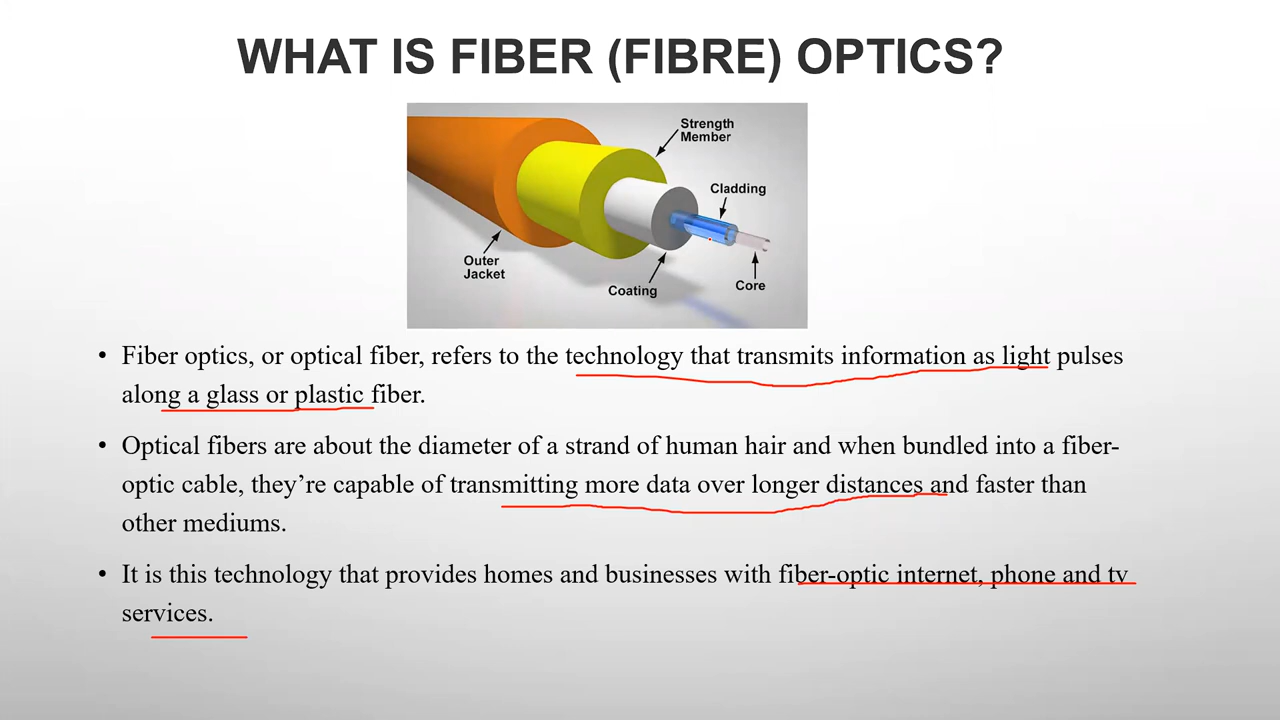 WHAT IS FIBER (FIBRE) OPTICS?
Strength
Member
Cladding
Outer
Jacket
Coating
Core
• Fiber optics, or optical fiber, refers to the technology that transmits information as light pulses
along a glass or plastic fiber.
• Optical fibers are about the diameter of a strand of human hair and when bundled into a fiber-
optic cable, they’re capable of transmitting more data over longer distances and faster than
other mediums.
• It is this technology that provides homes and businesses with fiber-optic internet, phone and tv
services.